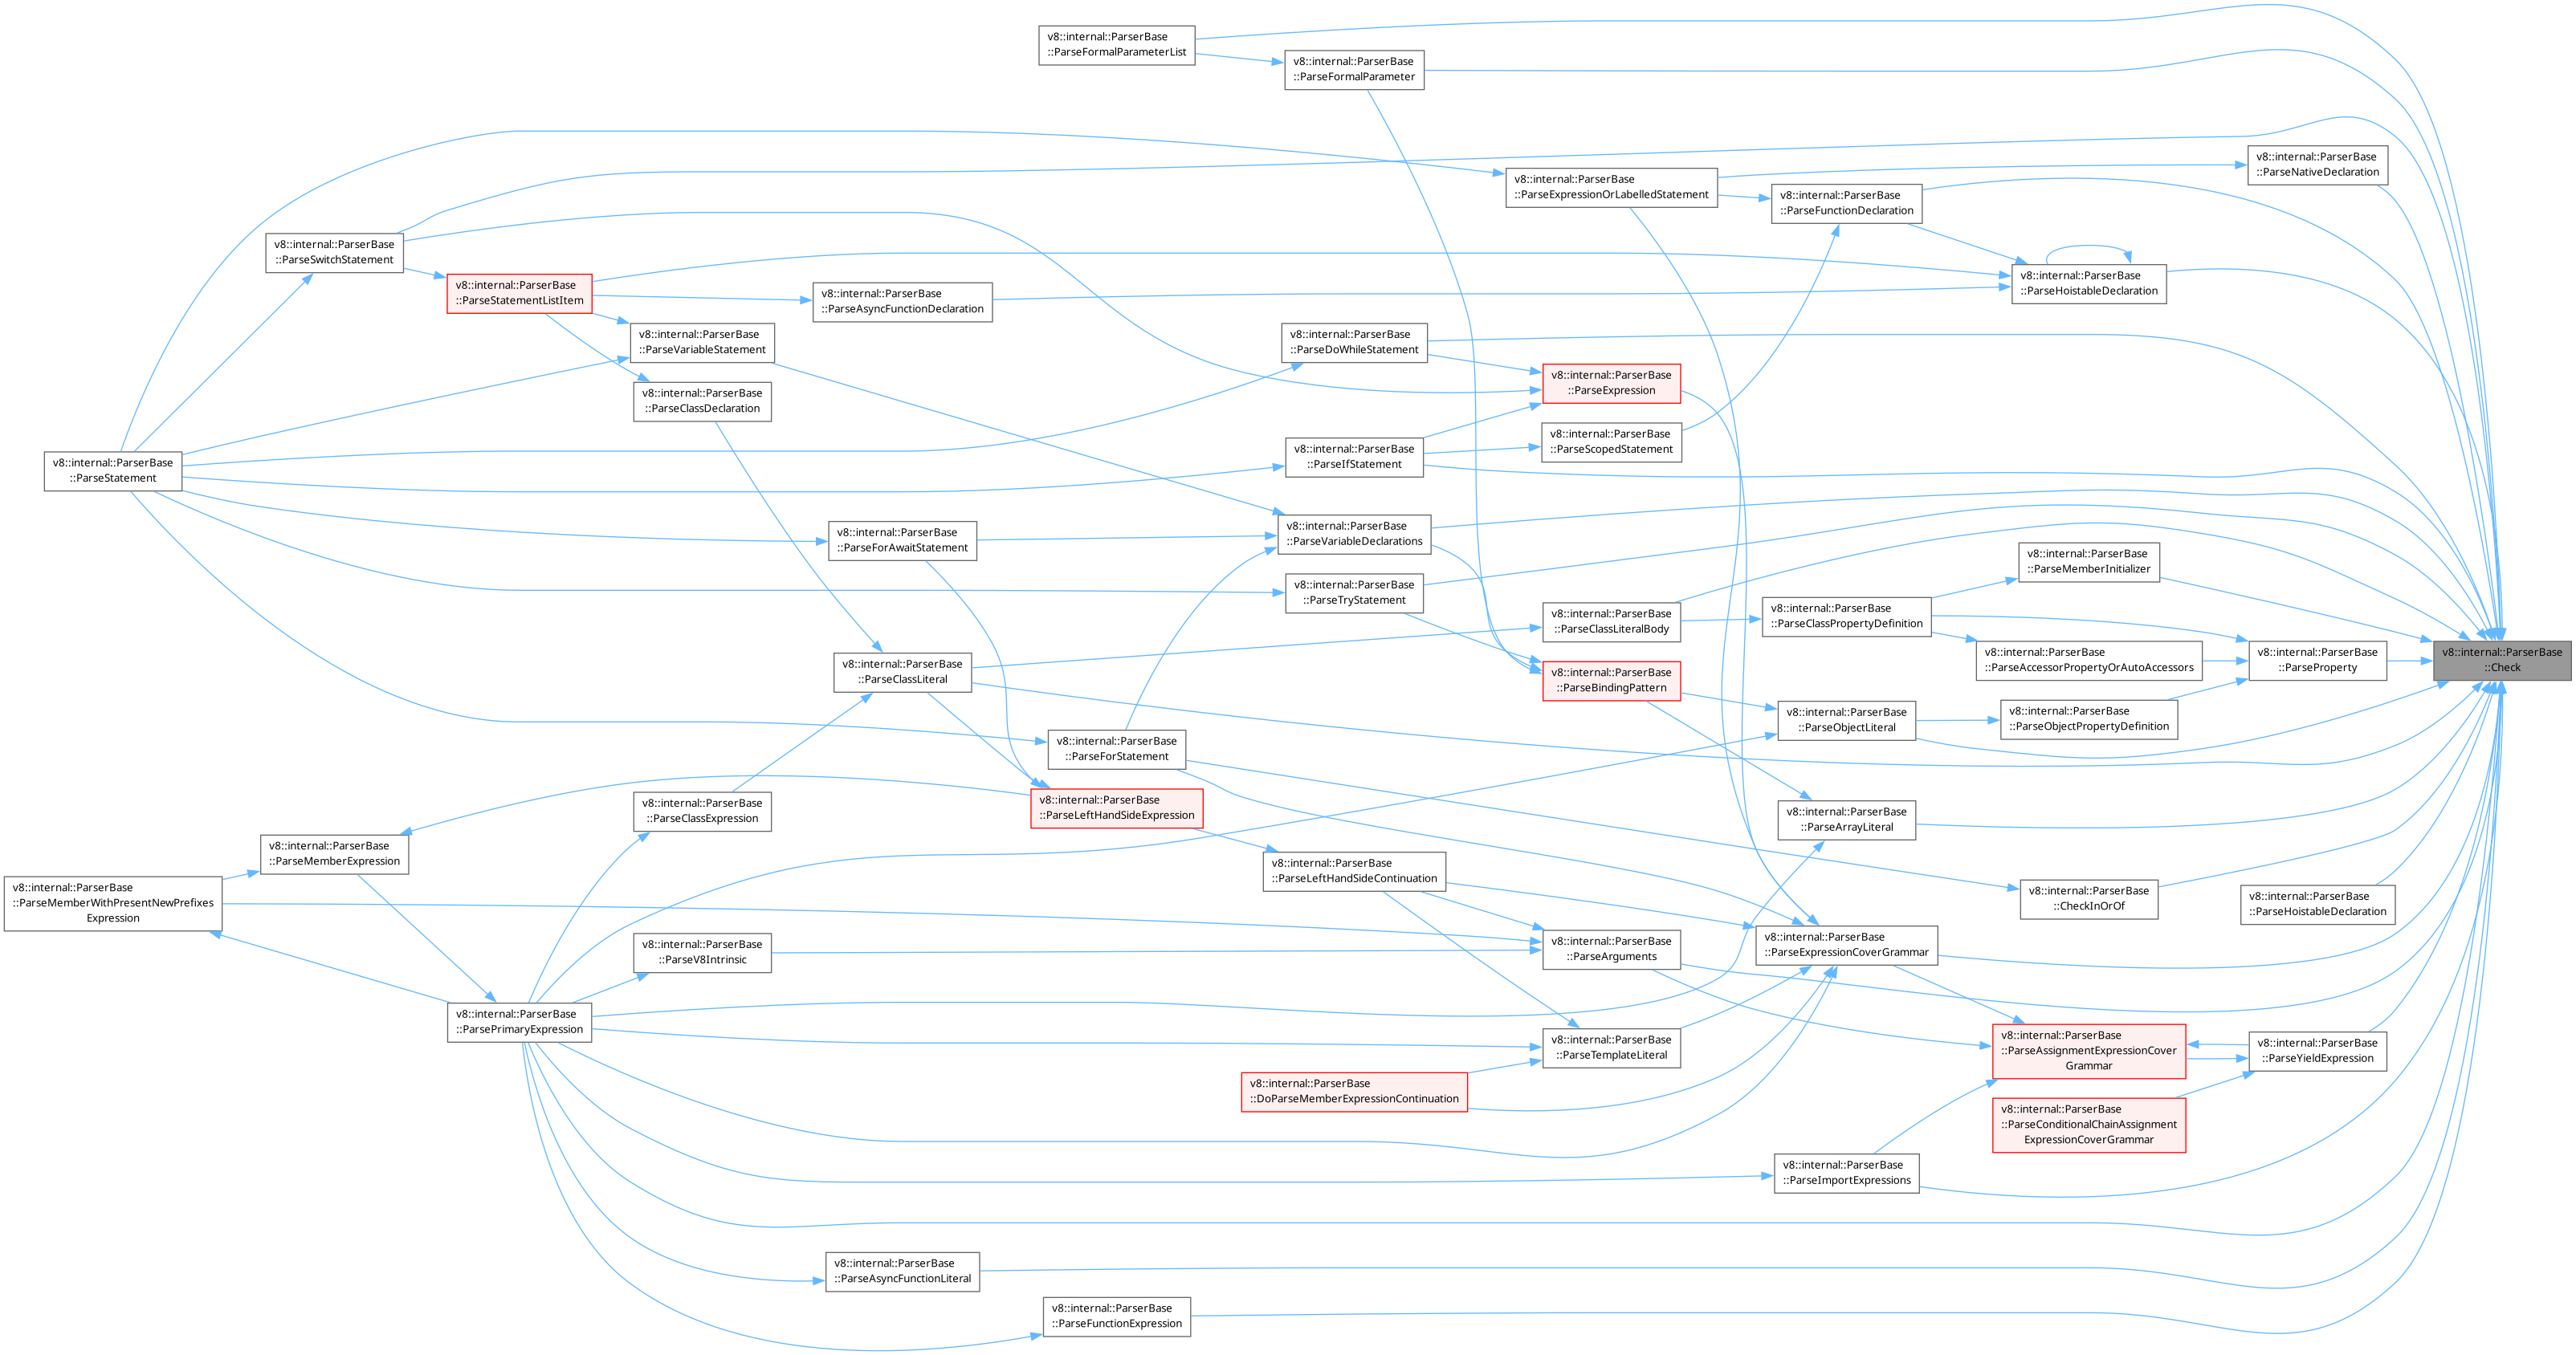 v8::internal::ParserBase
::ParseFormalParameterList
v8::internal::ParserBase
::ParseFormalParameter
v8::internal::ParserBase
::ParseNativeDeclaration
v8::internal::ParserBase
::ParseExpressionOrLabelledStatement
v8::internal::ParserBase
::ParseFunctionDeclaration
v8::internal::ParserBase
::ParseSwitchStatement
v8::internal::ParserBase
::ParseHoistableDeclaration
v8::internal::ParserBase
::ParseStatementListItem
v8::internal::ParserBase
::ParseAsyncFunctionDeclaration
v8::internal::ParserBase
::ParseVariableStatement
v8::internal::ParserBase
::ParseDoWhileStatement
v8::internal::ParserBase
::ParseExpression
v8::internal::ParserBase
::ParseClassDeclaration
v8::internal::ParserBase
::ParseScopedStatement
v8::internal::ParserBase
::ParseIfStatement
v8::internal::ParserBase
::ParseStatement
v8::internal::ParserBase
::ParseVariableDeclarations
v8::internal::ParserBase
::ParseForAwaitStatement
v8::internal::ParserBase
::ParseMemberInitializer
v8::internal::ParserBase
::ParseTryStatement
v8::internal::ParserBase
::ParseClassPropertyDefinition
v8::internal::ParserBase
::ParseClassLiteralBody
v8::internal::ParserBase
::ParseAccessorPropertyOrAutoAccessors
v8::internal::ParserBase
::ParseProperty
v8::internal::ParserBase
::Check
v8::internal::ParserBase
::ParseClassLiteral
v8::internal::ParserBase
::ParseBindingPattern
v8::internal::ParserBase
::ParseObjectLiteral
v8::internal::ParserBase
::ParseObjectPropertyDefinition
v8::internal::ParserBase
::ParseForStatement
v8::internal::ParserBase
::ParseLeftHandSideExpression
v8::internal::ParserBase
::ParseClassExpression
v8::internal::ParserBase
::ParseArrayLiteral
v8::internal::ParserBase
::ParseMemberExpression
v8::internal::ParserBase
::ParseLeftHandSideContinuation
v8::internal::ParserBase
::ParseMemberWithPresentNewPrefixes
Expression
v8::internal::ParserBase
::CheckInOrOf
v8::internal::ParserBase
::ParseHoistableDeclaration
v8::internal::ParserBase
::ParseExpressionCoverGrammar
v8::internal::ParserBase
::ParseArguments
v8::internal::ParserBase
::ParseV8Intrinsic
v8::internal::ParserBase
::ParsePrimaryExpression
v8::internal::ParserBase
::ParseTemplateLiteral
v8::internal::ParserBase
::ParseAssignmentExpressionCover
Grammar
v8::internal::ParserBase
::ParseYieldExpression
v8::internal::ParserBase
::DoParseMemberExpressionContinuation
v8::internal::ParserBase
::ParseConditionalChainAssignment
ExpressionCoverGrammar
v8::internal::ParserBase
::ParseImportExpressions
v8::internal::ParserBase
::ParseAsyncFunctionLiteral
v8::internal::ParserBase
::ParseFunctionExpression